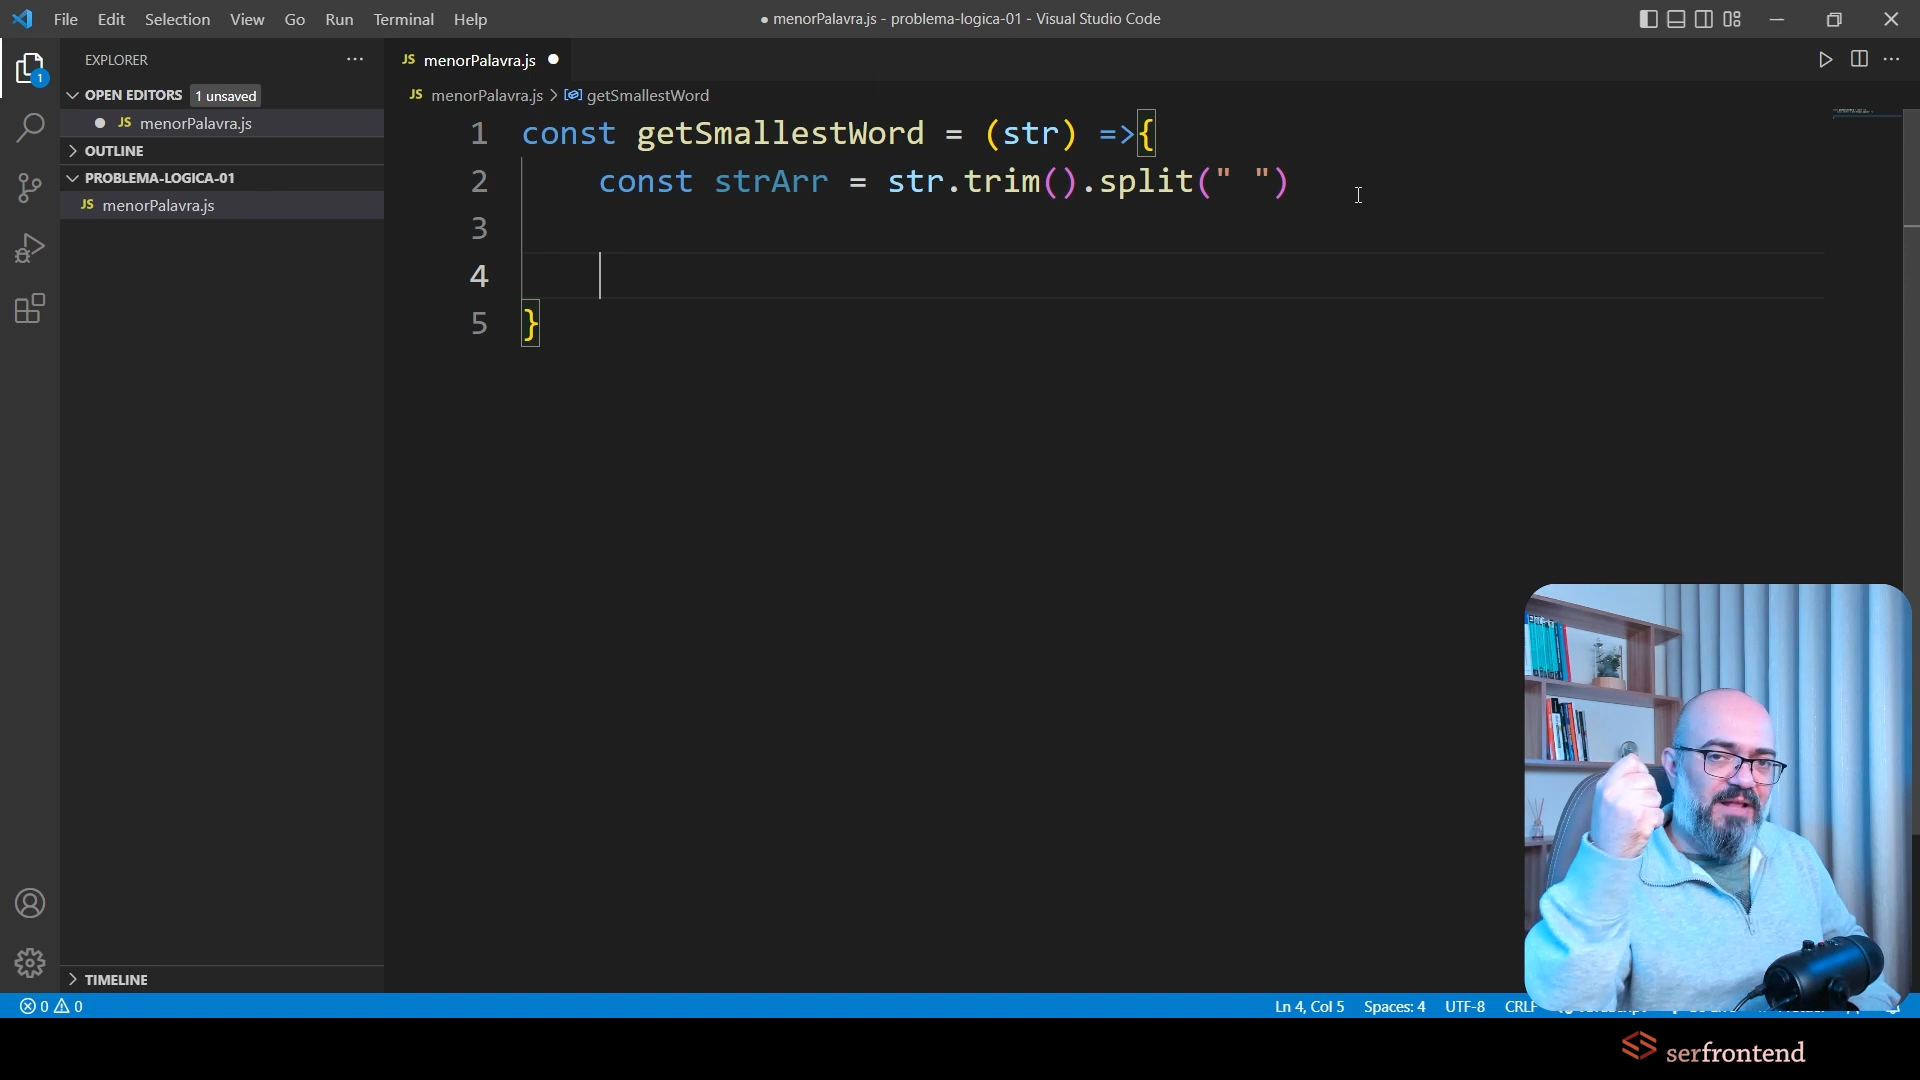 File Edit Selection View Go Run Terminal Help
● menorPalavra.js - problema-logica-01 - Visual Studio Code
EXPLORER
1
OPEN EDITORS 1 unsaved
JS menorPalavra.js
OUTLINE
PROBLEMA-LOGICA-01
JS menorPalavra.js
TIMELINE
JS menorPalavra.js
JS menorPalavra.js > getSmallestWord
1 const getSmallestWord = (str) =>{
2 const strArr = str.trim().split(" ")
3
4
5 }
0 0
Ln 4, Col 5 Spaces: 4 UTF-8 CRLF
serfrontend